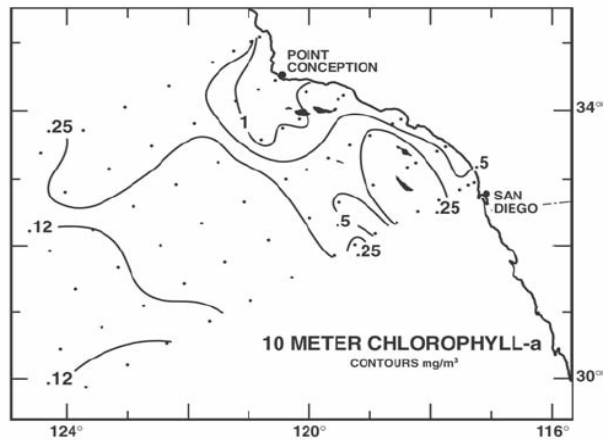 POINT
CONCEPTION
34°
.25
1
.5
SAN
DIEGO
.25
.12
.5
.25
10 METER CHLOROPHYLL-a
CONTOURS mg/m³
.12
30°
124°
120°
116°